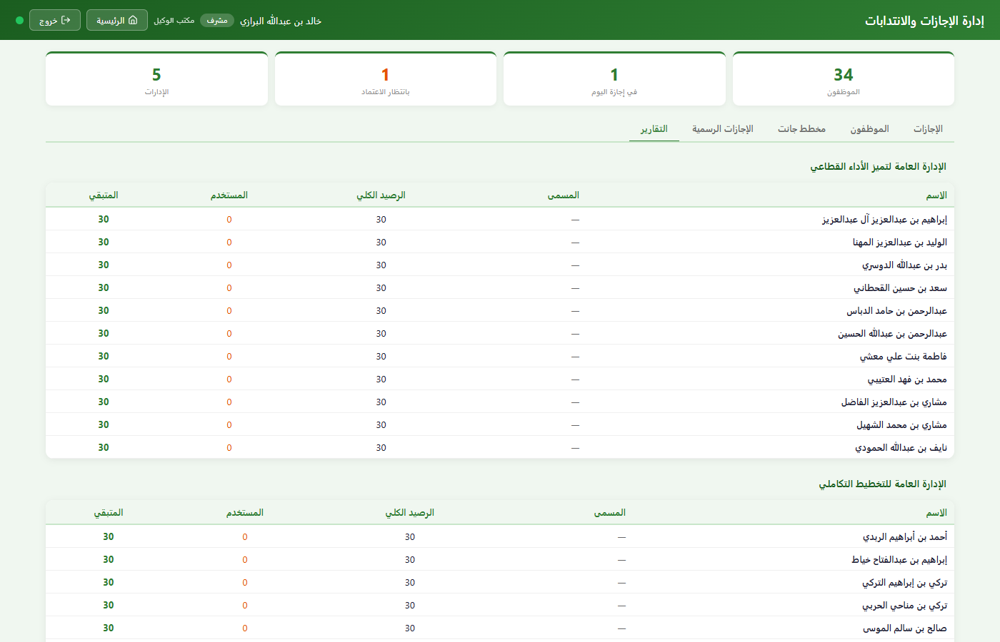 إدارة الإجازات والانتدابات
خالد بن عبدالله البرازي مشرف مكتب الوكيل الرئيسية خروج
34 1 1 5
الموظفون في إجازة اليوم بانتظار الاعتماد الإدارات
الإجازات الموظفون مخطط جانت الإجازات الرسمية التقارير
الإدارة العامة لتميز الأداء القطاعي
الاسم المسمى الرصيد الكلي المستخدم المتبقي
إبراهيم بن عبدالعزيز آل عبدالعزيز — 30 0 30
الوليد بن عبدالعزيز المهنا — 30 0 30
بدر بن عبدالله الدوسري — 30 0 30
سعد بن حسين القحطاني — 30 0 30
عبدالرحمن بن حامد الدباس — 30 0 30
عبدالرحمن بن عبدالله الحسين — 30 0 30
فاطمة بنت علي معشي — 30 0 30
محمد بن فهد العتيبي — 30 0 30
مشاري بن عبدالعزيز الفاضل — 30 0 30
مشاري بن محمد الشهيل — 30 0 30
نايف بن عبدالله الحمودي — 30 0 30
الإدارة العامة للتخطيط التكاملي
الاسم المسمى الرصيد الكلي المستخدم المتبقي
أحمد بن أبراهيم الربدي — 30 0 30
إبراهيم بن عبدالفتاح خياط — 30 0 30
تركي بن إبراهيم التركي — 30 0 30
تركي بن مناحي الحربي — 30 0 30
صالح بن سالم الموسى — 30 0 30